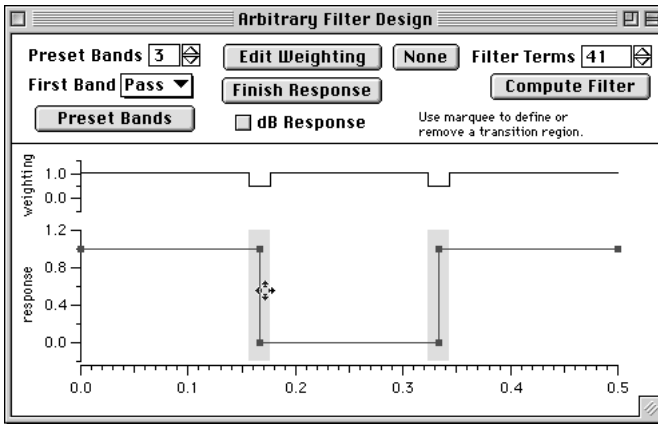 Arbitrary Filter Design
Preset Bands 3 Edit Weighting None Filter Terms 41
First Band Pass Finish Response Compute Filter
Preset Bands dB Response Use marquee to define or
remove a transition region.
weighting
1.0
0.0
response
1.2
0.8
0.4
0.0
0.0 0.1 0.2 0.3 0.4 0.5